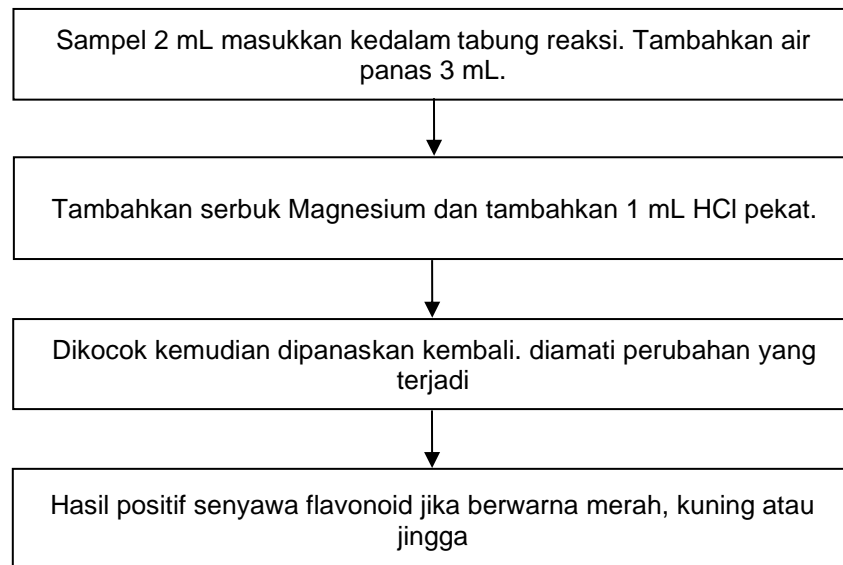 Sampel 2 mL masukkan kedalam tabung reaksi. Tambahkan air
panas 3 mL.
Tambahkan serbuk Magnesium dan tambahkan 1 mL HCl pekat.
Dikocok kemudian dipanaskan kembali. diamati perubahan yang
terjadi
Hasil positif senyawa flavonoid jika berwarna merah, kuning atau
jingga